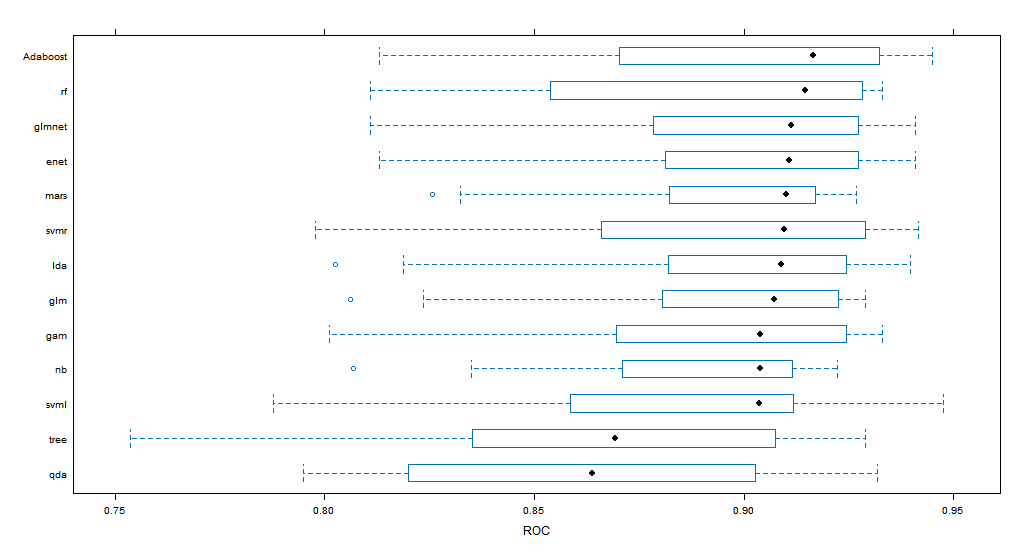 Adaboost
rf
glmnet
enet
mars
svmr
lda
glm
gam
nb
svml
tree
qda
0.75 0.80 0.85 0.90 0.95
ROC